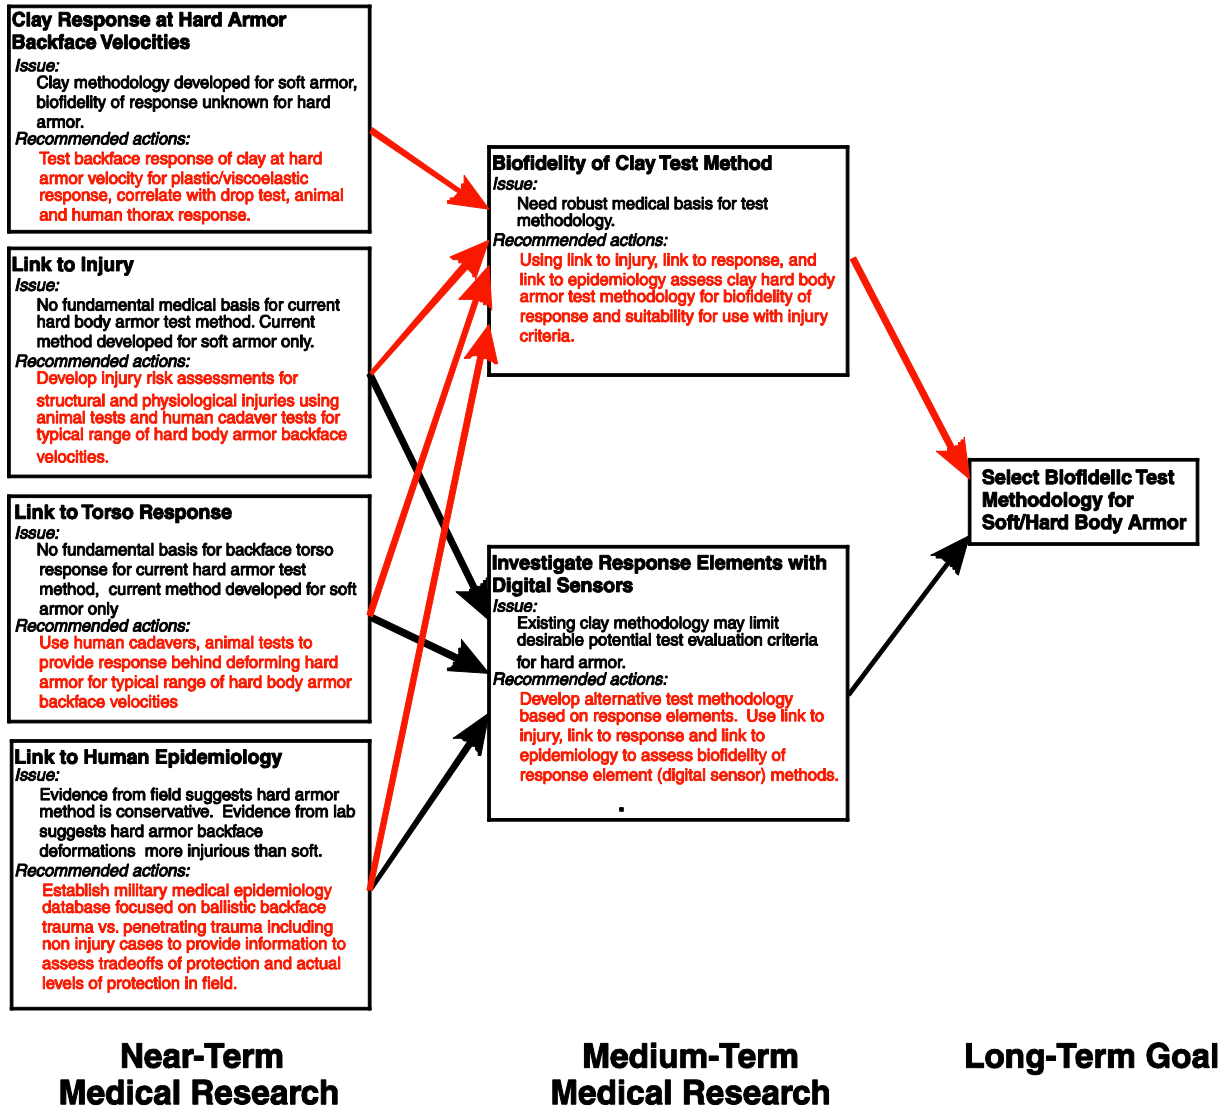 Clay Response at Hard Armor
Backface Velocities
Issue:
Clay methodology developed for soft armor,
biofidelity of response unknown for hard
armor.
Recommended actions:
Test backface response of clay at hard
armor velocity for plastic/viscoelastic
response, correlate with drop test, animal
and human thorax response.
Link to Injury
Issue:
No fundamental medical basis for current
hard body armor test method. Current
method developed for soft armor only.
Recommended actions:
Develop injury risk assessments for
structural and physiological injuries using
animal tests and human cadaver tests for
typical range of hard body armor backface
velocities.
Link to Torso Response
Issue:
No fundamental basis for backface torso
response for current hard armor test
method, current method developed for soft
armor only
Recommended actions:
Use human cadavers, animal tests to
provide response behind deforming hard
armor for typical range of hard body armor
backface velocities
Link to Human Epidemiology
Issue:
Evidence from field suggests hard armor
method is conservative. Evidence from lab
suggests hard armor backface
deformations more injurious than soft.
Recommended actions:
Establish military medical epidemiology
database focused on ballistic backface
trauma vs. penetrating trauma including
non injury cases to provide information to
assess tradeoffs of protection and actual
levels of protection in field.
Near-Term
Medical Research
Biofidelity of Clay Test Method
Issue:
Need robust medical basis for test
methodology.
Recommended actions:
Using link to injury, link to response, and
link to epidemiology assess clay hard body
armor test methodology for biofidelity of
response and suitability for use with injury
criteria.
Investigate Response Elements with
Digital Sensors
Issue:
Existing clay methodology may limit
desirable potential test evaluation criteria
for hard armor.
Recommended actions:
Develop alternative test methodology
based on response elements. Use link to
injury, link to response and link to
epidemiology to assess biofidelity of
response element (digital sensor) methods.
.
Medium-Term
Medical Research
Select Biofidelic Test
Methodology for
Soft/Hard Body Armor
Long-Term Goal